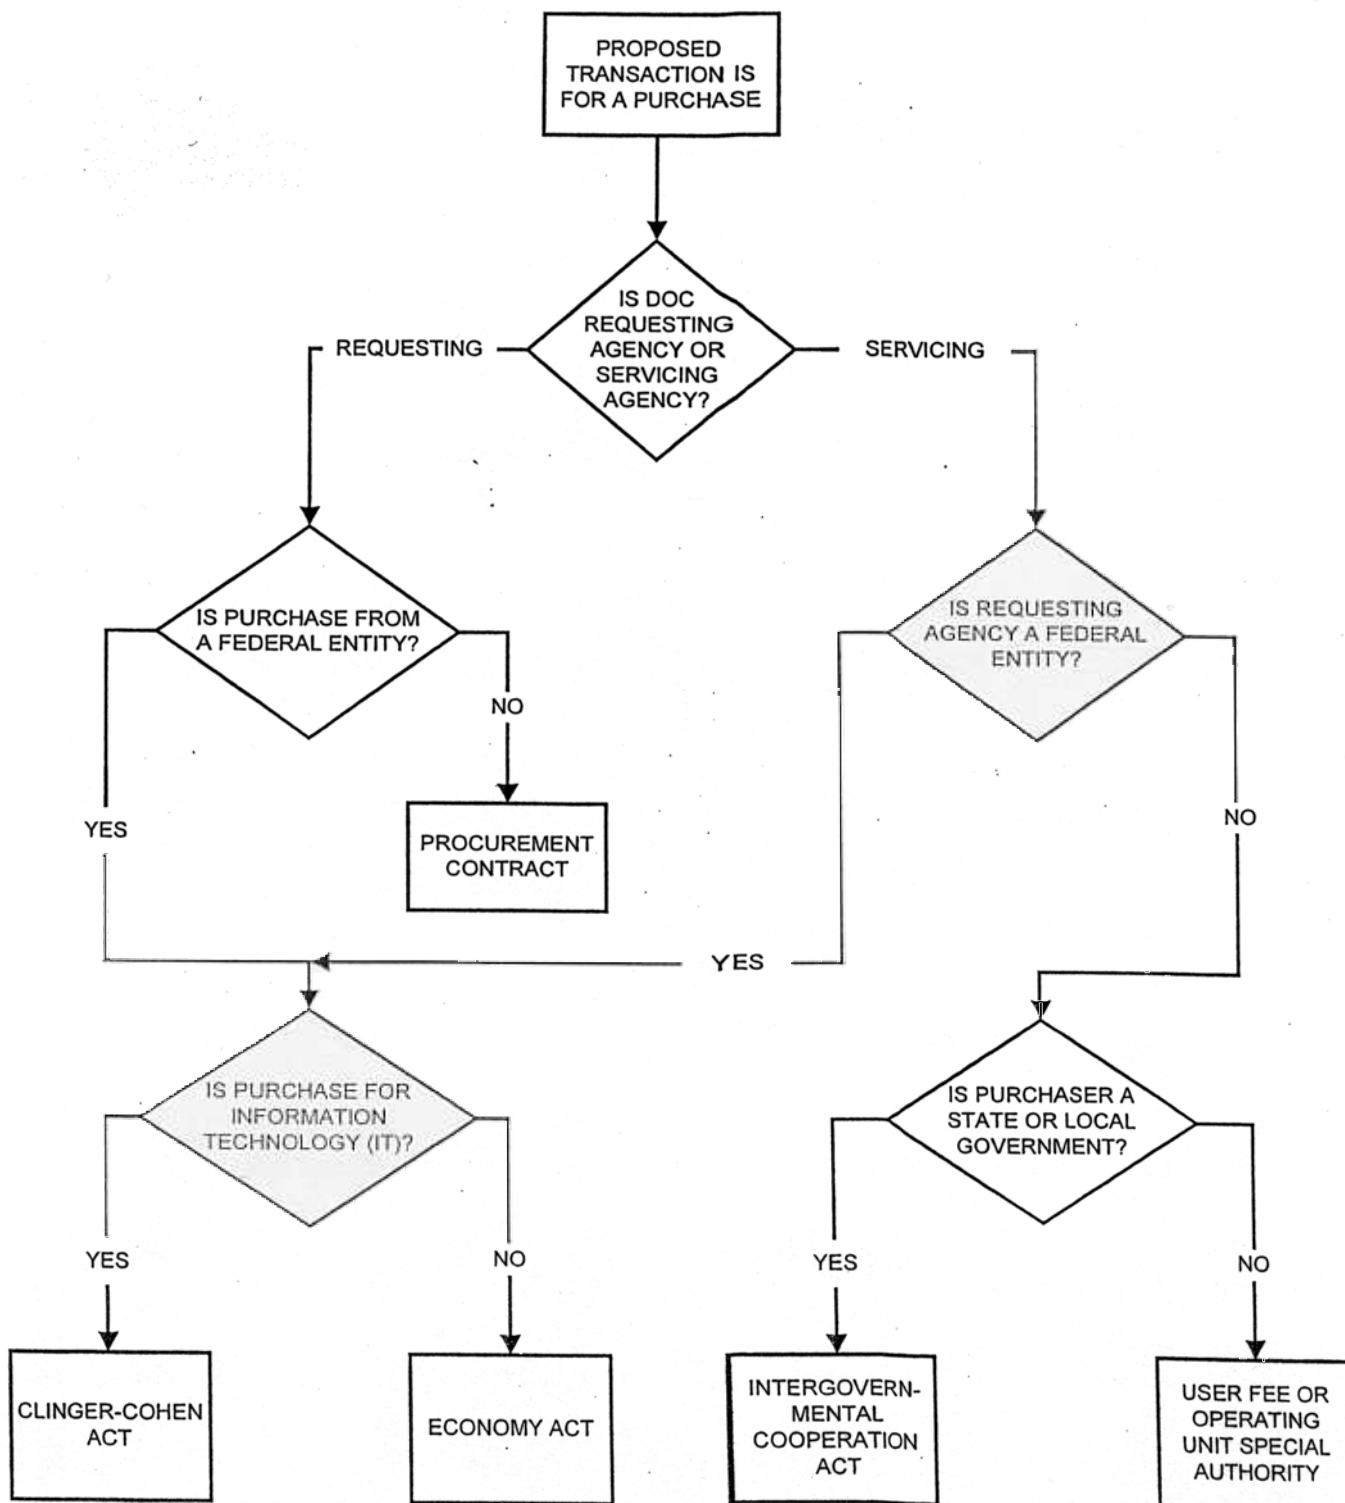 PROPOSED
TRANSACTION IS
FOR A PURCHASE
IS DOC
REQUESTING
AGENCY OR
SERVICING
AGENCY?
REQUESTING
SERVICING
IS PURCHASE FROM
A FEDERAL ENTITY?
IS REQUESTING
AGENCY A FEDERAL
ENTITY?
NO
YES
NO
PROCUREMENT
CONTRACT
YES
IS PURCHASE FOR
INFORMATION
TECHNOLOGY (IT)?
IS PURCHASER A
STATE OR LOCAL
GOVERNMENT?
YES
NO
YES
NO
CLINGER-COHEN
ACT
ECONOMY ACT
INTERGOVERN-
MENTAL
COOPERATION
ACT
USER FEE OR
OPERATING
UNIT SPECIAL
AUTHORITY